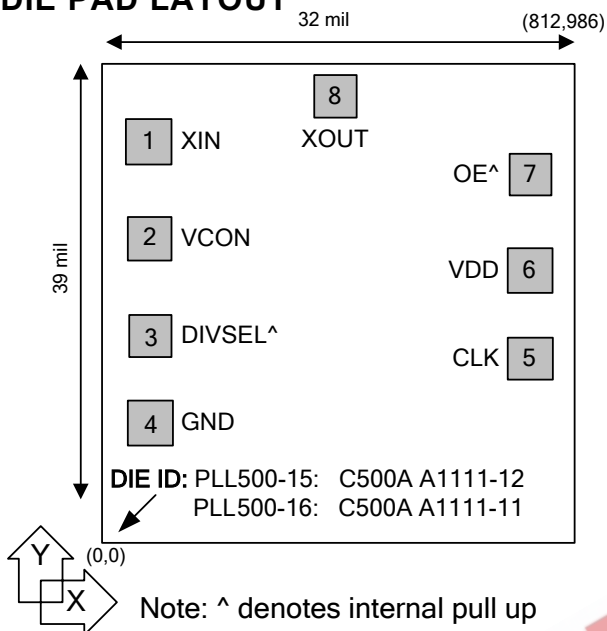 DIE PAD LAYOUT
32 mil
(812,986)
8
XOUT
1 XIN
OE^ 7
2 VCON
39 mil
VDD 6
3 DIVSEL^
CLK 5
4 GND
DIE ID: PLL500-15: C500A A1111-12
PLL500-16: C500A A1111-11
Y
(0,0)
X
Note: ^ denotes internal pull up